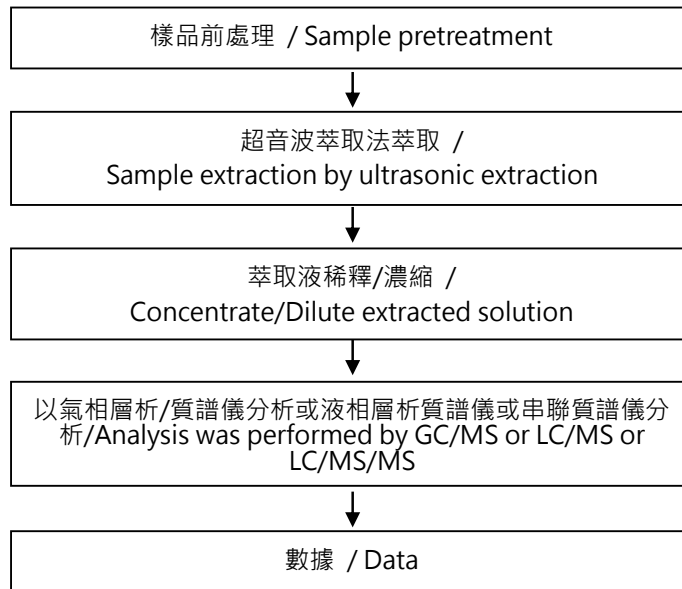 樣品前處理 / Sample pretreatment
超音波萃取法萃取 /
Sample extraction by ultrasonic extraction
萃取液稀釋/濃縮 /
Concentrate/Dilute extracted solution
以氣相層析/質譜儀分析或液相層析質譜儀或串聯質譜儀分
析/Analysis was performed by GC/MS or LC/MS or
LC/MS/MS
數據 / Data